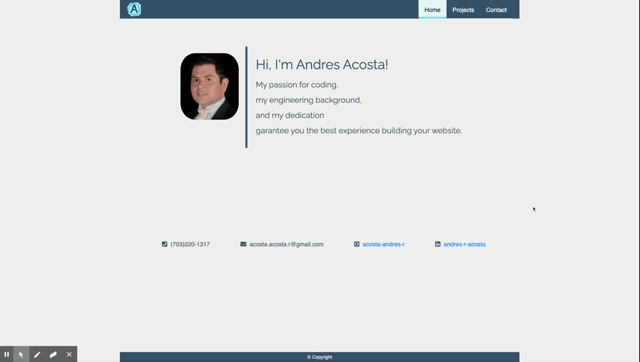 A
Home Projects Contact
Hi, I'm Andres Acosta!
My passion for coding,
my engineering background,
and my dedication
garantee you the best experience building your website.
(703)220-1317 acosta.acosta.r@gmail.com acosta-andres-r andres-r-acosta
© Copyright